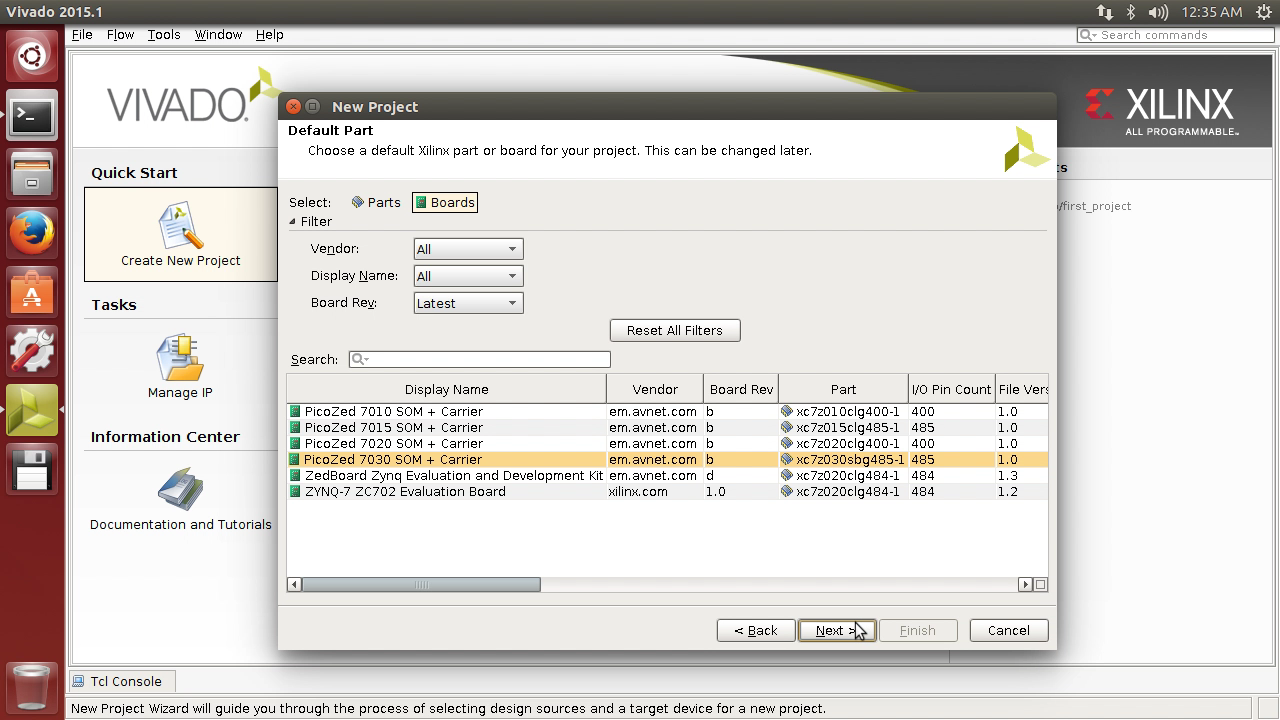 Vivado 2015.1
12:35 AM
File Flow Tools Window Help
Search commands
VIVADO.
XILINX
ALL PROGRAMMABLE™
New Project
Default Part
Choose a default Xilinx part or board for your project. This can be changed later.
Quick Start
Create New Project
Tasks
Manage IP
Information Center
Documentation and Tutorials
ts
/first_project
Select: Parts Boards
Filter
Vendor: All
Display Name: All
Board Rev: Latest
Reset All Filters
Search:
Display Name Vendor Board Rev Part I/O Pin Count File Vers
PicoZed 7010 SOM + Carrier em.avnet.com b xc7z010clg400-1 400 1.0
PicoZed 7015 SOM + Carrier em.avnet.com b xc7z015clg485-1 485 1.0
PicoZed 7020 SOM + Carrier em.avnet.com b xc7z020clg400-1 400 1.0
PicoZed 7030 SOM + Carrier em.avnet.com b xc7z030sbg485-1 485 1.0
ZedBoard Zynq Evaluation and Development Kit em.avnet.com d xc7z020clg484-1 484 1.3
ZYNQ-7 ZC702 Evaluation Board xilinx.com 1.0 xc7z020clg484-1 484 1.2
< Back Next > Finish Cancel
Tcl Console
New Project Wizard will guide you through the process of selecting design sources and a target device for a new project.